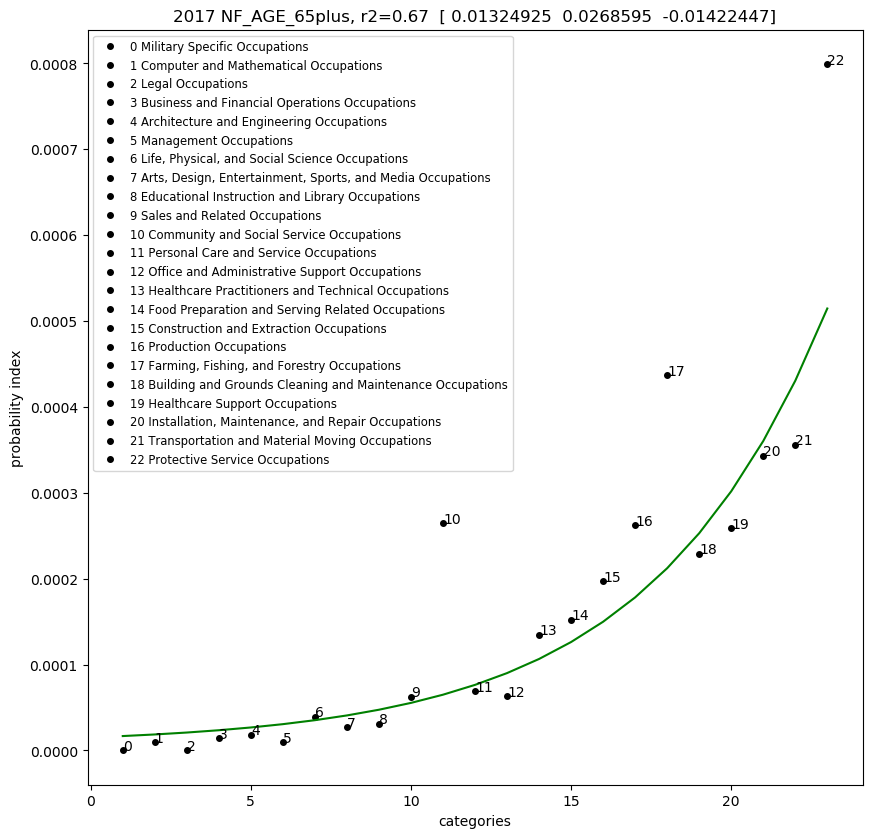 2017 NF_AGE_65plus, r2=0.67  [ 0.01324925  0.0268595  -0.01422447]
0 Military Specific Occupations
1 Computer and Mathematical Occupations
2 Legal Occupations
3 Business and Financial Operations Occupations
4 Architecture and Engineering Occupations
5 Management Occupations
6 Life, Physical, and Social Science Occupations
7 Arts, Design, Entertainment, Sports, and Media Occupations
8 Educational Instruction and Library Occupations
9 Sales and Related Occupations
10 Community and Social Service Occupations
11 Personal Care and Service Occupations
12 Office and Administrative Support Occupations
13 Healthcare Practitioners and Technical Occupations
14 Food Preparation and Serving Related Occupations
15 Construction and Extraction Occupations
16 Production Occupations
17 Farming, Fishing, and Forestry Occupations
18 Building and Grounds Cleaning and Maintenance Occupations
19 Healthcare Support Occupations
20 Installation, Maintenance, and Repair Occupations
21 Transportation and Material Moving Occupations
22 Protective Service Occupations
probability index
0.0008
0.0007
0.0006
0.0005
0.0004
0.0003
0.0002
0.0001
0.0000
0
1
2
3
4
5
6
7
8
9
10
11
12
13
14
15
16
17
18
19
20
21
22
0
5
10
15
20
categories